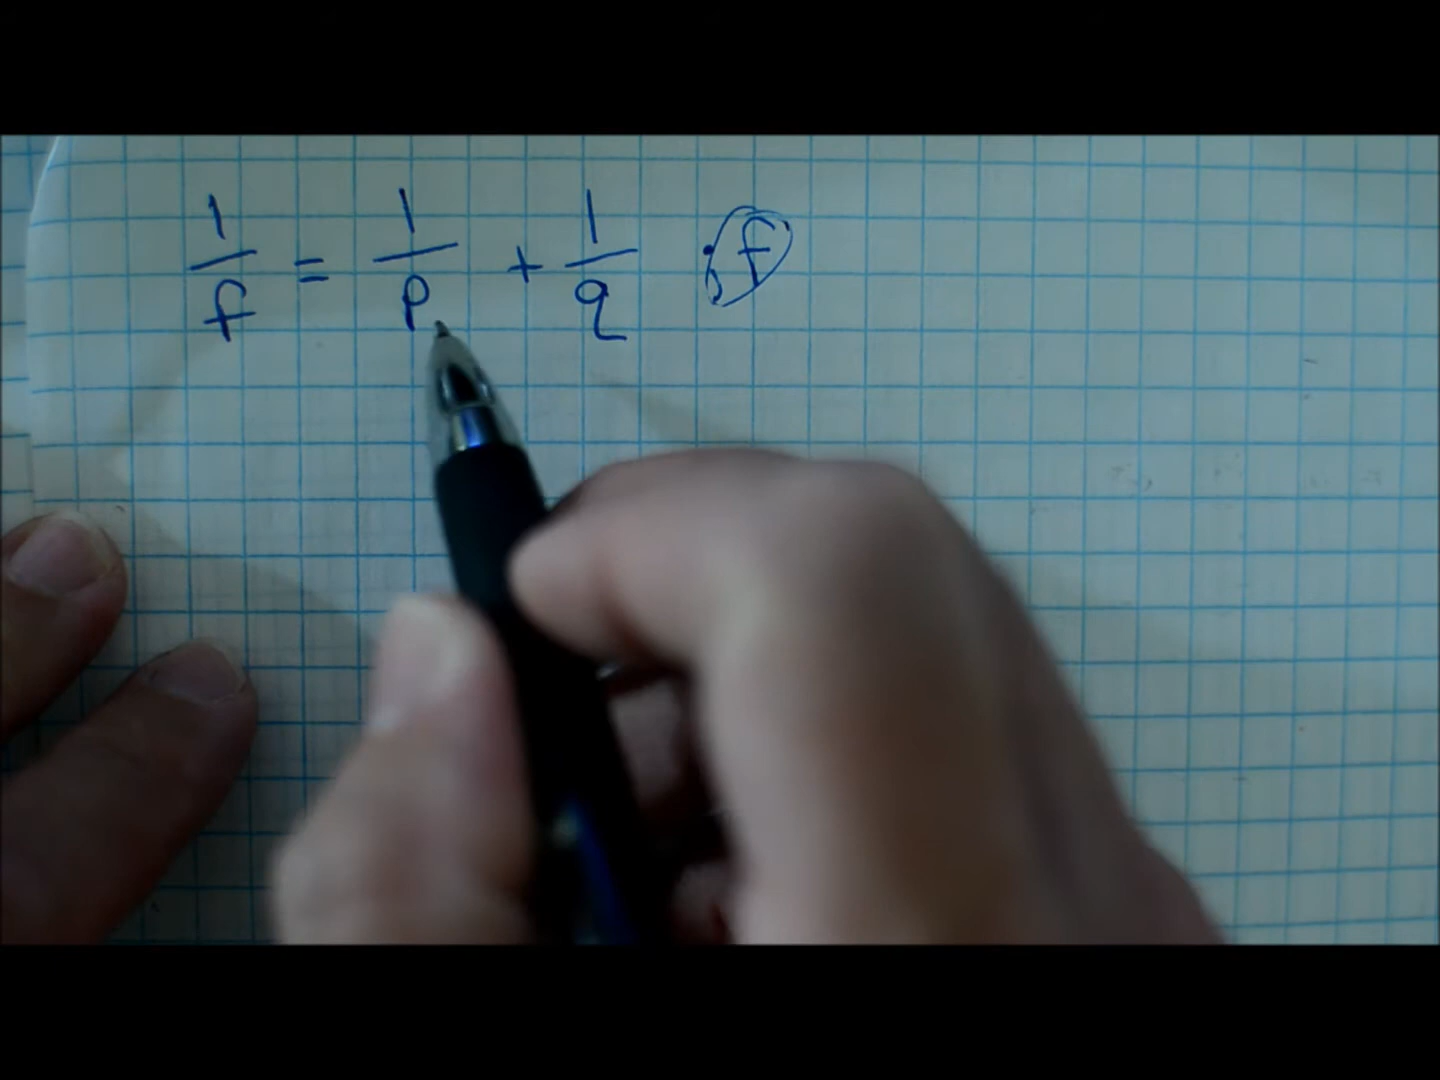 1/f = 1/p + 1/q ; f